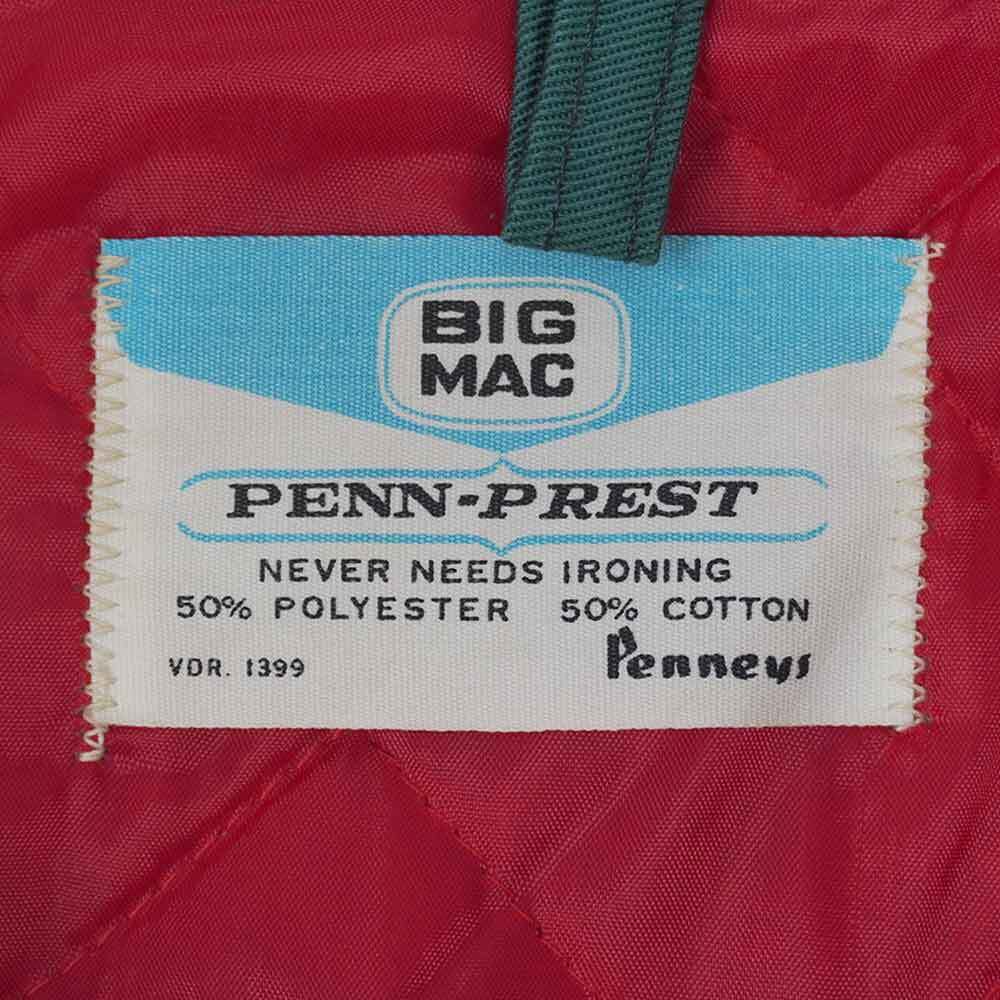 BIG
MAC
PENN-PREST
NEVER NEEDS IRONING
50% POLYESTER 50% COTTON
VDR. 1399 Penneys